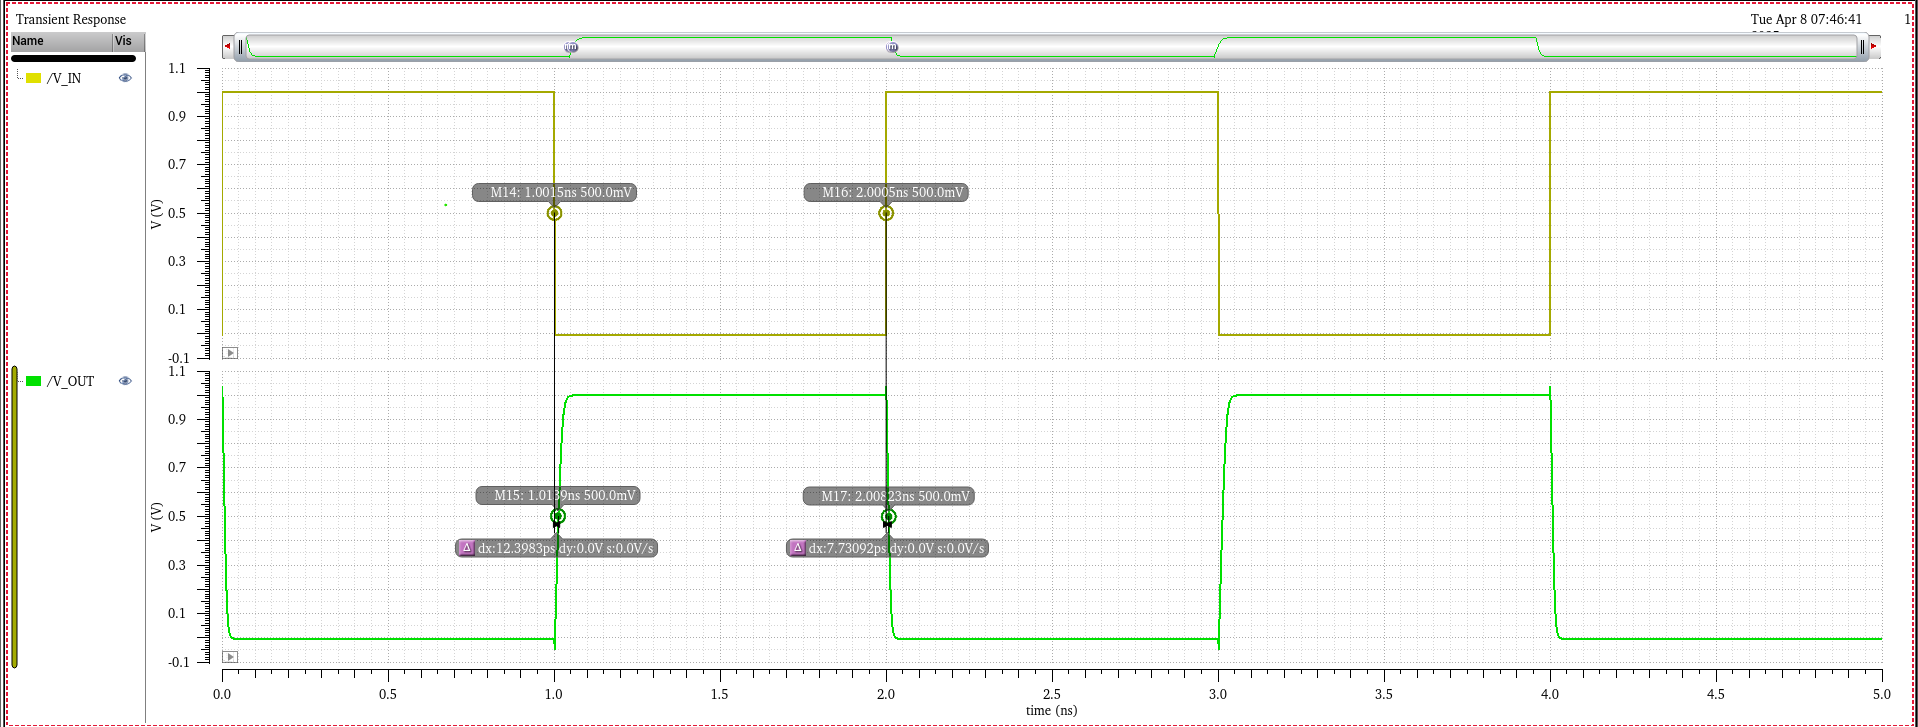 Transient Response
Tue Apr 8 07:46:41 1
Name Vis
/V_IN
1.1
0.9
0.7
0.5
0.3
0.1
-0.1
V (V)
M14: 1.0015ns 500.0mV
M16: 2.0005ns 500.0mV
/V_OUT
1.1
0.9
0.7
0.5
0.3
0.1
-0.1
V (V)
M15: 1.0139ns 500.0mV
M17: 2.00823ns 500.0mV
dx:12.3983ps dy:0.0V s:0.0V/s
dx:7.73092ps dy:0.0V s:0.0V/s
0.0 0.5 1.0 1.5 2.0 2.5 3.0 3.5 4.0 4.5 5.0
time (ns)